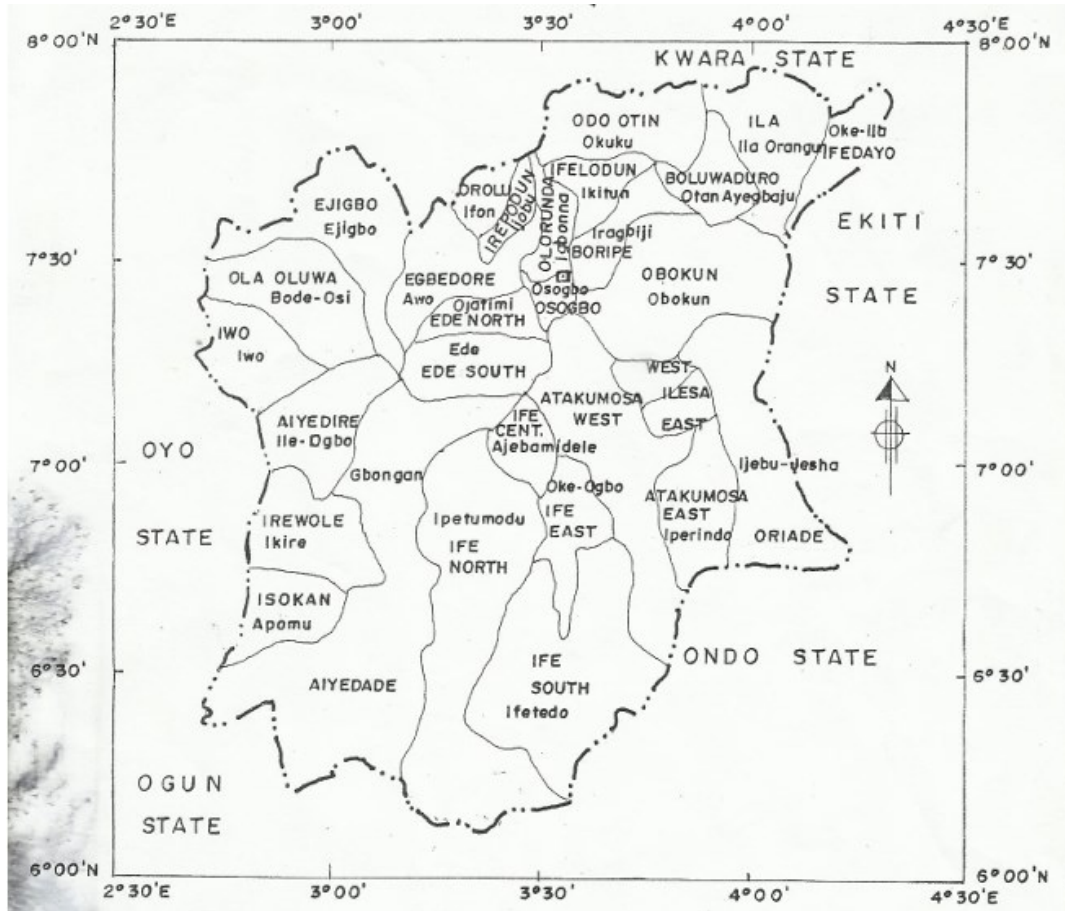 2°30'E
3°00'
3°30'
4°00'
4°30'E
8°00'N
8°00'N
KWARA STATE
ODO OTIN
Okuku
ILA
Ila Orangun
Oke-Ila
IFEDAYO
IFELODUN
Ikitun
BOLUWADURO
Otan Ayegbaju
OROLU
Ifon
IREPODUN
Ilobu
OLORUNDA
Igbonna
EJIGBO
Ejigbo
Iragbiji
BORIPE
EKITI
STATE
7°30'
7°30'
OLA OLUWA
Bode-Osi
EGBEDORE
Awo
Ojatimi
EDE NORTH
Osogbo
OSOGBO
OBOKUN
Obokun
IWO
Iwo
Ede
EDE SOUTH
WEST
ILESA
EAST
N
ATAKUMOSA
WEST
AIYEDIRE
Ile-Ogbo
IFE
CENT.
Ajebamidele
OYO
STATE
7°00'
7°00'
Gbongan
Oke-Ogbo
IFE
EAST
Ijebu-Jesha
ATAKUMOSA
EAST
Iperindo
ORIADE
IREWOLE
Ikire
Ipetumodu
IFE
NORTH
ISOKAN
Apomu
6°30'
6°30'
ONDO STATE
IFE
SOUTH
Ifetedo
AIYEDADE
OGUN
STATE
6°00'N
6°00'N
2°30'E
3°00'
3°30'
4°00'
4°30'E